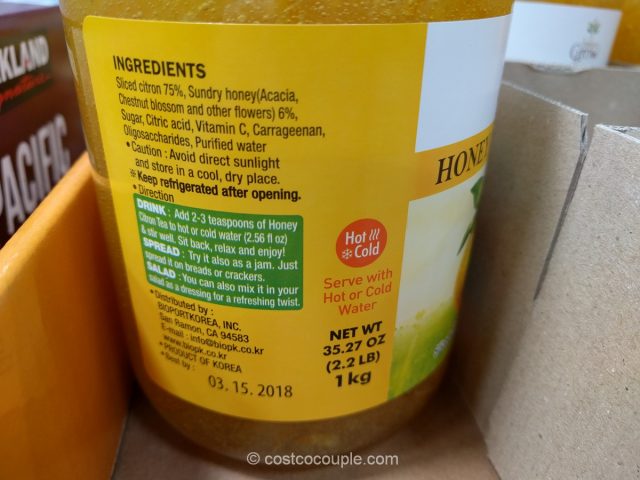 KLAND
PACIFIC
INGREDIENTS
Sliced citron 75%, Sundry honey(Acacia,
Chestnut blossom and other flowers) 6%,
Sugar, Citric acid, Vitamin C, Carrageenan,
Oligosaccharides, Purified water
•Caution : Avoid direct sunlight
and store in a cool, dry place.
※Keep refrigerated after opening.
•Direction
DRINK : Add 2-3 teaspoons of Honey
Citron Tea to hot or cold water (2.56 fl oz)
& stir well. Sit back, relax and enjoy!
SPREAD : Try it also as a jam. Just
spread it on breads or crackers.
SALAD : You can also mix it in your
salad as a dressing for a refreshing twist.
•Distributed by :
BIOPORTKOREA, INC.
San Ramon, CA 94583
E-mail : info@biopk.co.kr
www.biopk.co.kr
•PRODUCT OF KOREA
•Seal by :
03. 15. 2018
Hot
Cold
Serve with
Hot or Cold
Water
NET WT
35.27 OZ
(2.2 LB)
1kg
HONE
© costcocouple.com